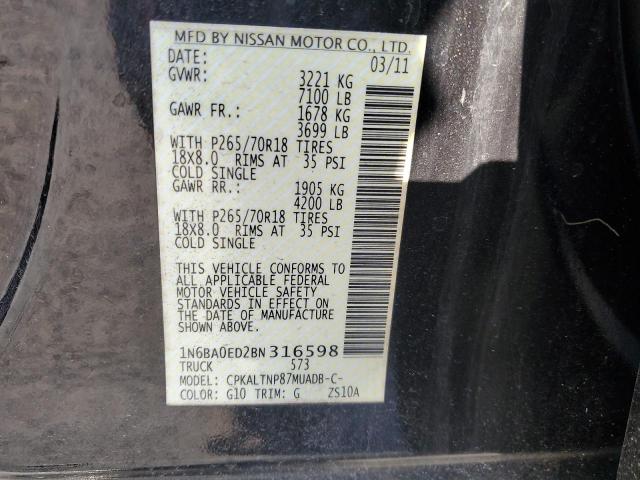 MFD BY NISSAN MOTOR CO., LTD.
DATE: 03/11
GVWR: 3221 KG
7100 LB
GAWR FR.: 1678 KG
3699 LB
WITH P265/70R18 TIRES
18X8.0 RIMS AT 35 PSI
COLD SINGLE
GAWR RR.: 1905 KG
4200 LB
WITH P265/70R18 TIRES
18X8.0 RIMS AT 35 PSI
COLD SINGLE
THIS VEHICLE CONFORMS TO
ALL APPLICABLE FEDERAL
MOTOR VEHICLE SAFETY
STANDARDS IN EFFECT ON
THE DATE OF MANUFACTURE
SHOWN ABOVE.
1N6BA0ED2BN316598
TRUCK 573
MODEL: CPKALTNP87MUADB-C-
COLOR: G10 TRIM: G ZS10A